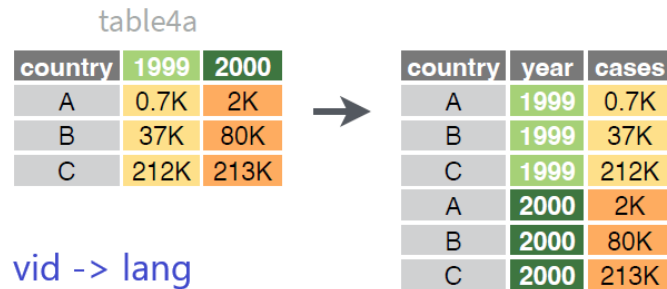 table4a
country 1999 2000
A 0.7K 2K
B 37K 80K
C 212K 213K
country year cases
A 1999 0.7K
B 1999 37K
C 1999 212K
A 2000 2K
B 2000 80K
C 2000 213K
vid -> lang